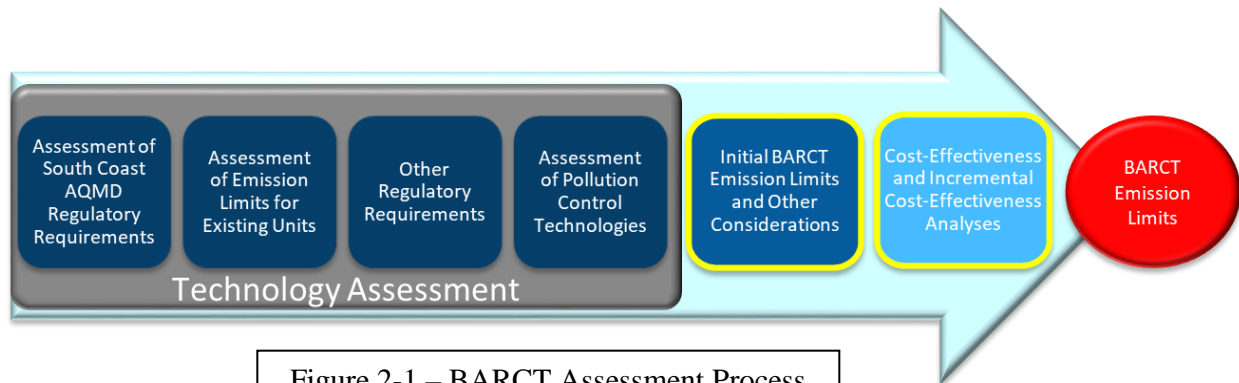 Assessment of
South Coast
AQMD
Regulatory
Requirements
Assessment
of Emission
Limits for
Existing Units
Other
Regulatory
Requirements
Assessment
of Pollution
Control
Technologies
Technology Assessment
Initial BARCT
Emission Limits
and Other
Considerations
Cost-Effectiveness
and Incremental
Cost-Effectiveness
Analyses
BARCT
Emission
Limits
Figure 2-1 – BARCT Assessment Process